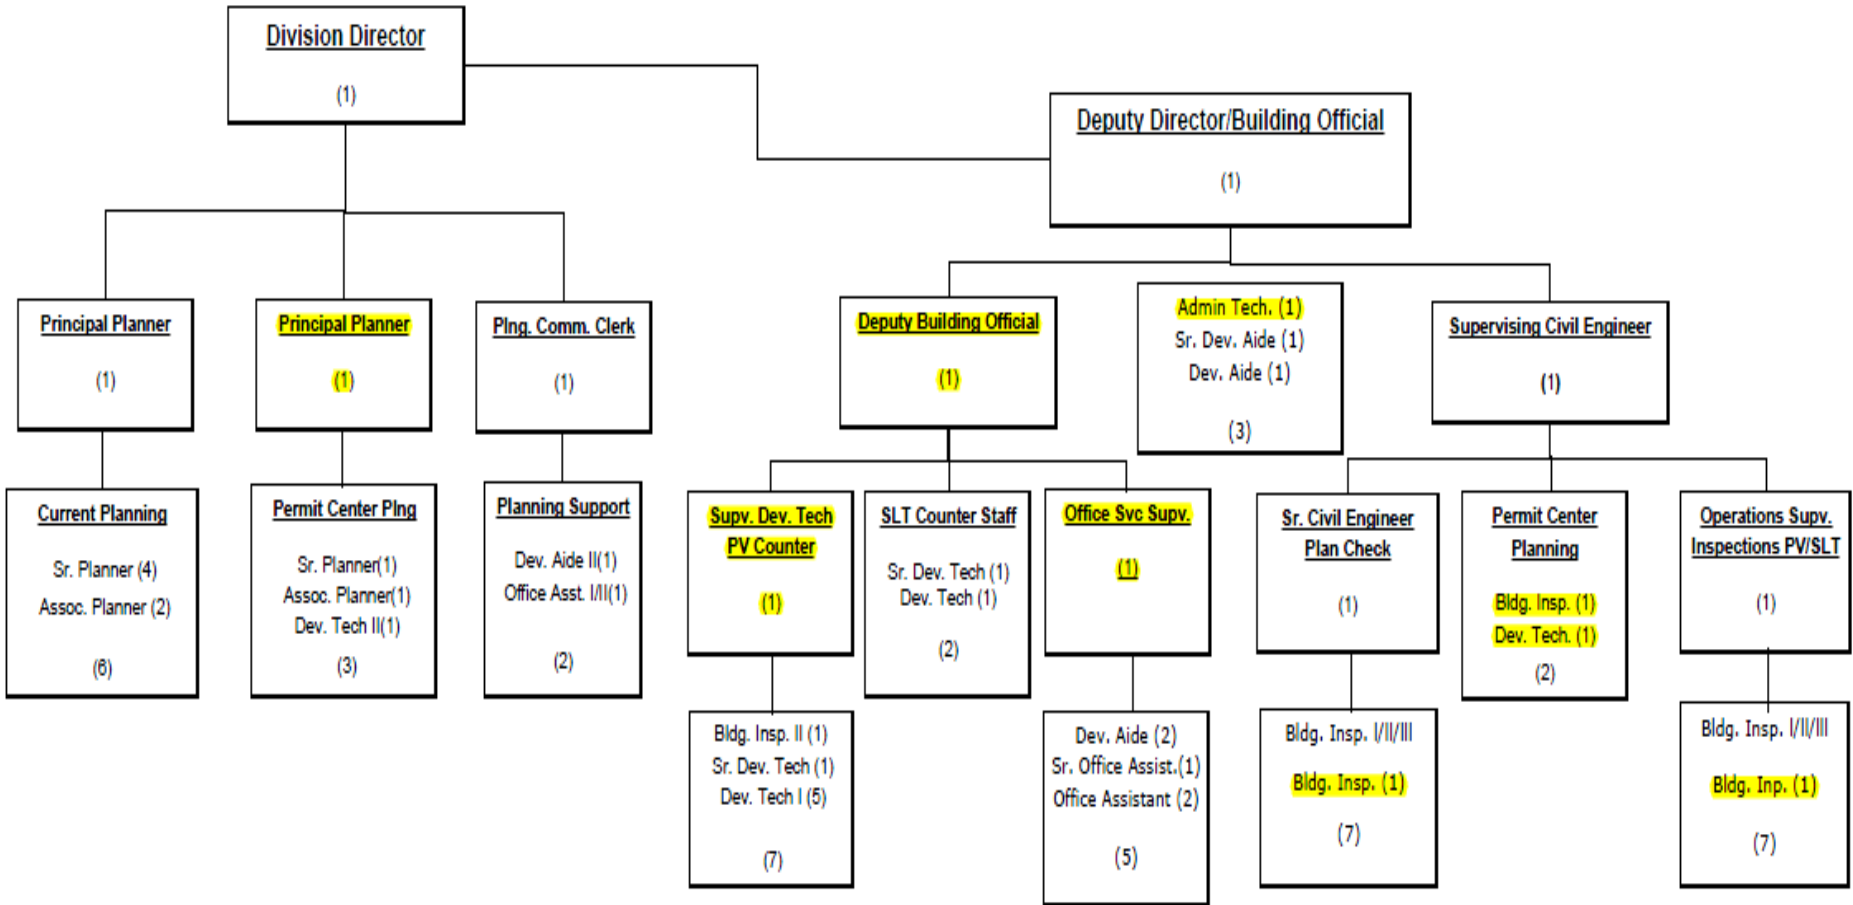 Division Director
(1)
Deputy Director/Building Official
(1)
Principal Planner
(1)
Principal Planner
(1)
Plng. Comm. Clerk
(1)
Deputy Building Official
(1)
Admin Tech. (1)
Sr. Dev. Aide (1)
Dev. Aide (1)
(3)
Supervising Civil Engineer
(1)
Current Planning
Sr. Planner (4)
Assoc. Planner (2)
(6)
Permit Center Plng
Sr. Planner(1)
Assoc. Planner(1)
Dev. Tech II(1)
(3)
Planning Support
Dev. Aide II(1)
Office Asst. I/II(1)
(2)
Supv. Dev. Tech
PV Counter
(1)
SLT Counter Staff
Sr. Dev. Tech (1)
Dev. Tech (1)
(2)
Office Svc Supv.
(1)
Sr. Civil Engineer
Plan Check
(1)
Permit Center
Planning
Bldg. Insp. (1)
Dev. Tech. (1)
(2)
Operations Supv.
Inspections PV/SLT
(1)
Bldg. Insp. II (1)
Sr. Dev. Tech (1)
Dev. Tech I (5)
(7)
Dev. Aide (2)
Sr. Office Assist.(1)
Office Assistant (2)
(5)
Bldg. Insp. I/II/III
Bldg. Insp. (1)
(7)
Bldg. Insp. I/II/III
Bldg. Inp. (1)
(7)